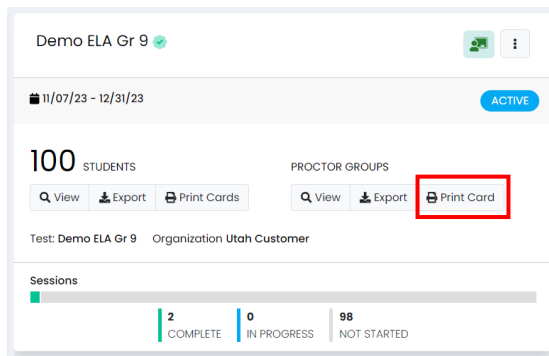 Demo ELA Gr 9
11/07/23 - 12/31/23 ACTIVE
100 STUDENTS PROCTOR GROUPS
View Export Print Cards View Export Print Card
Test: Demo ELA Gr 9 Organization Utah Customer
Sessions
2 0 98
COMPLETE IN PROGRESS NOT STARTED